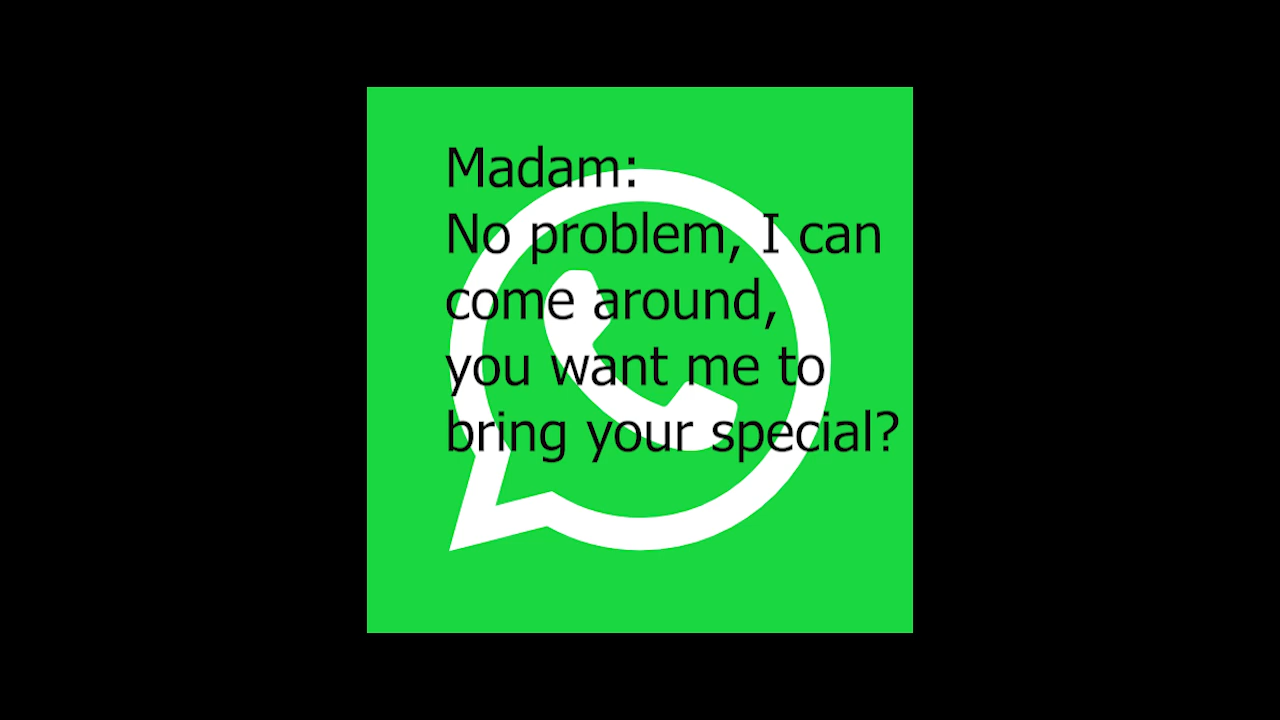 Madam:
No problem, I can
come around,
you want me to
bring your special?